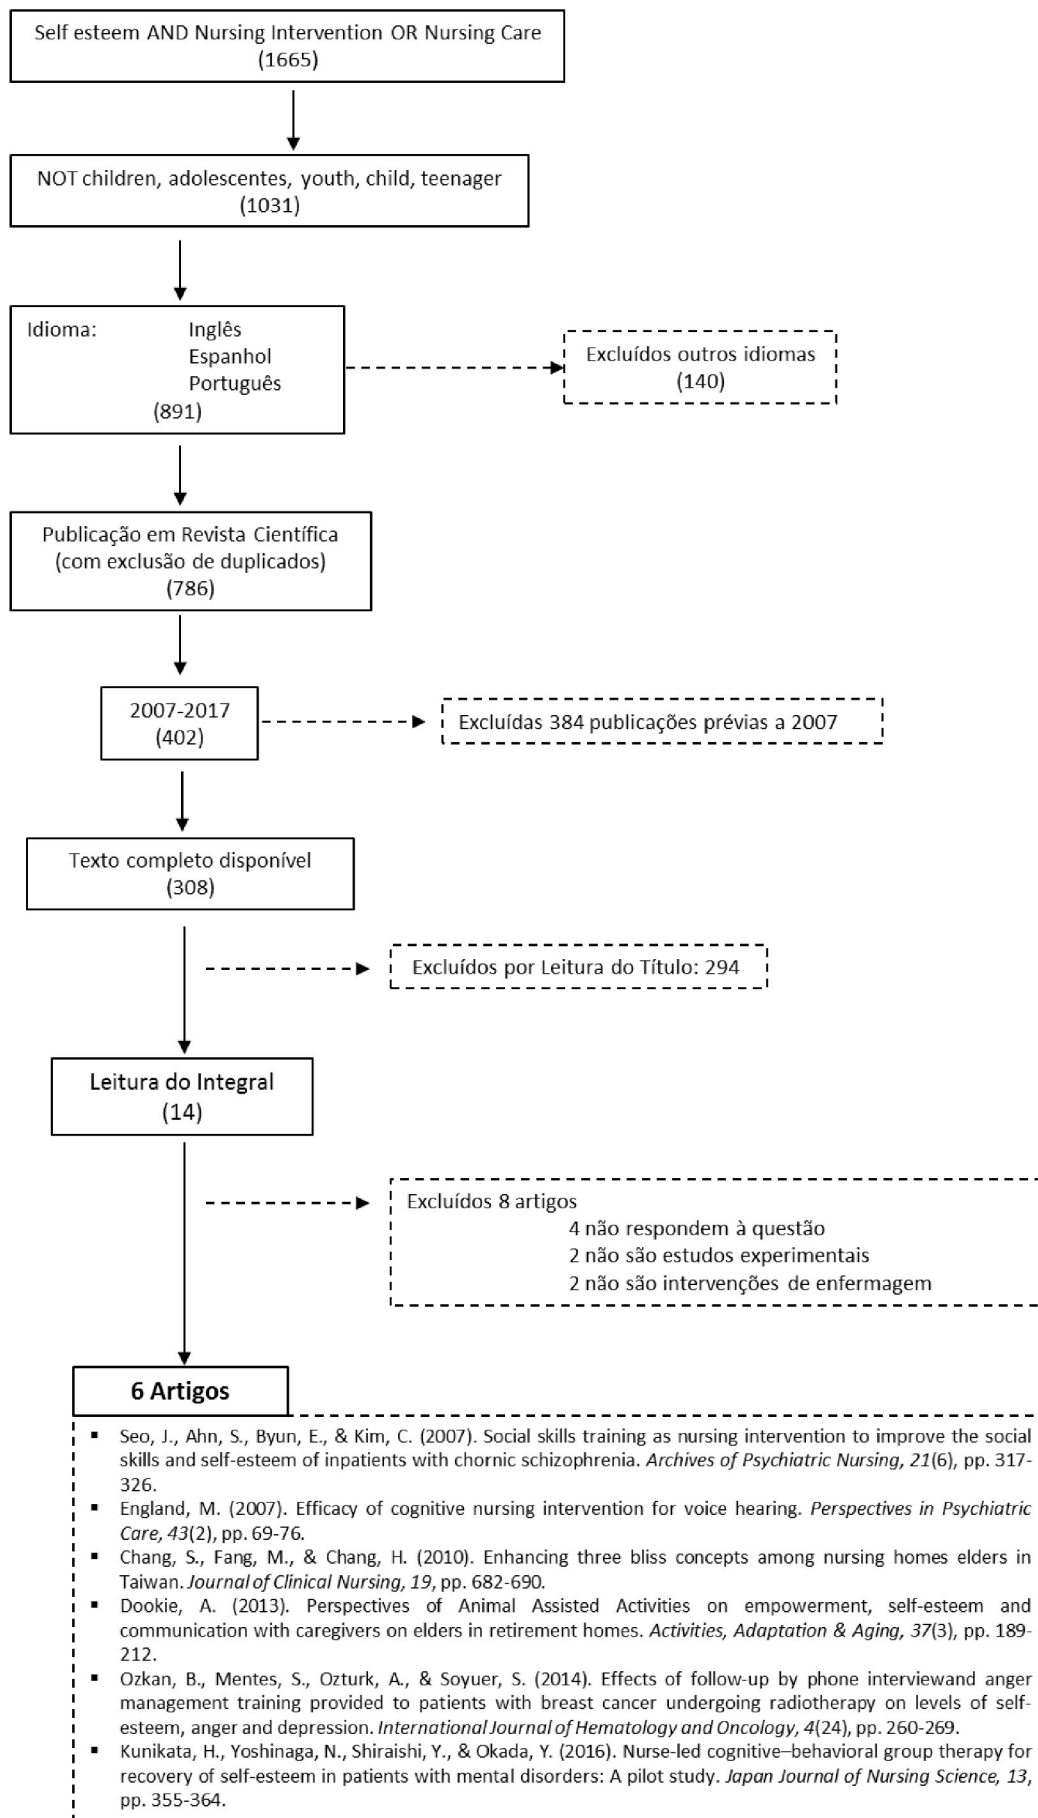 Self esteem AND Nursing Intervention OR Nursing Care
(1665)
NOT children, adolescentes, youth, child, teenager
(1031)
Idioma: Inglês
Espanhol
Português
(891)
Excluídos outros idiomas
(140)
Publicação em Revista Científica
(com exclusão de duplicados)
(786)
2007-2017
(402)
Excluídas 384 publicações prévias a 2007
Texto completo disponível
(308)
Excluídos por Leitura do Título: 294
Leitura do Integral
(14)
Excluídos 8 artigos
4 não respondem à questão
2 não são estudos experimentais
2 não são intervenções de enfermagem
6 Artigos
▪ Seo, J., Ahn, S., Byun, E., & Kim, C. (2007). Social skills training as nursing intervention to improve the social
skills and self-esteem of inpatients with chornic schizophrenia. Archives of Psychiatric Nursing, 21(6), pp. 317-
326.
▪ England, M. (2007). Efficacy of cognitive nursing intervention for voice hearing. Perspectives in Psychiatric
Care, 43(2), pp. 69-76.
▪ Chang, S., Fang, M., & Chang, H. (2010). Enhancing three bliss concepts among nursing homes elders in
Taiwan. Journal of Clinical Nursing, 19, pp. 682-690.
▪ Dookie, A. (2013). Perspectives of Animal Assisted Activities on empowerment, self-esteem and
communication with caregivers on elders in retirement homes. Activities, Adaptation & Aging, 37(3), pp. 189-
212.
▪ Ozkan, B., Mentes, S., Ozturk, A., & Soyuer, S. (2014). Effects of follow-up by phone interviewand anger
management training provided to patients with breast cancer undergoing radiotherapy on levels of self-
esteem, anger and depression. International Journal of Hematology and Oncology, 4(24), pp. 260-269.
▪ Kunikata, H., Yoshinaga, N., Shiraishi, Y., & Okada, Y. (2016). Nurse-led cognitive–behavioral group therapy for
recovery of self-esteem in patients with mental disorders: A pilot study. Japan Journal of Nursing Science, 13,
pp. 355-364.